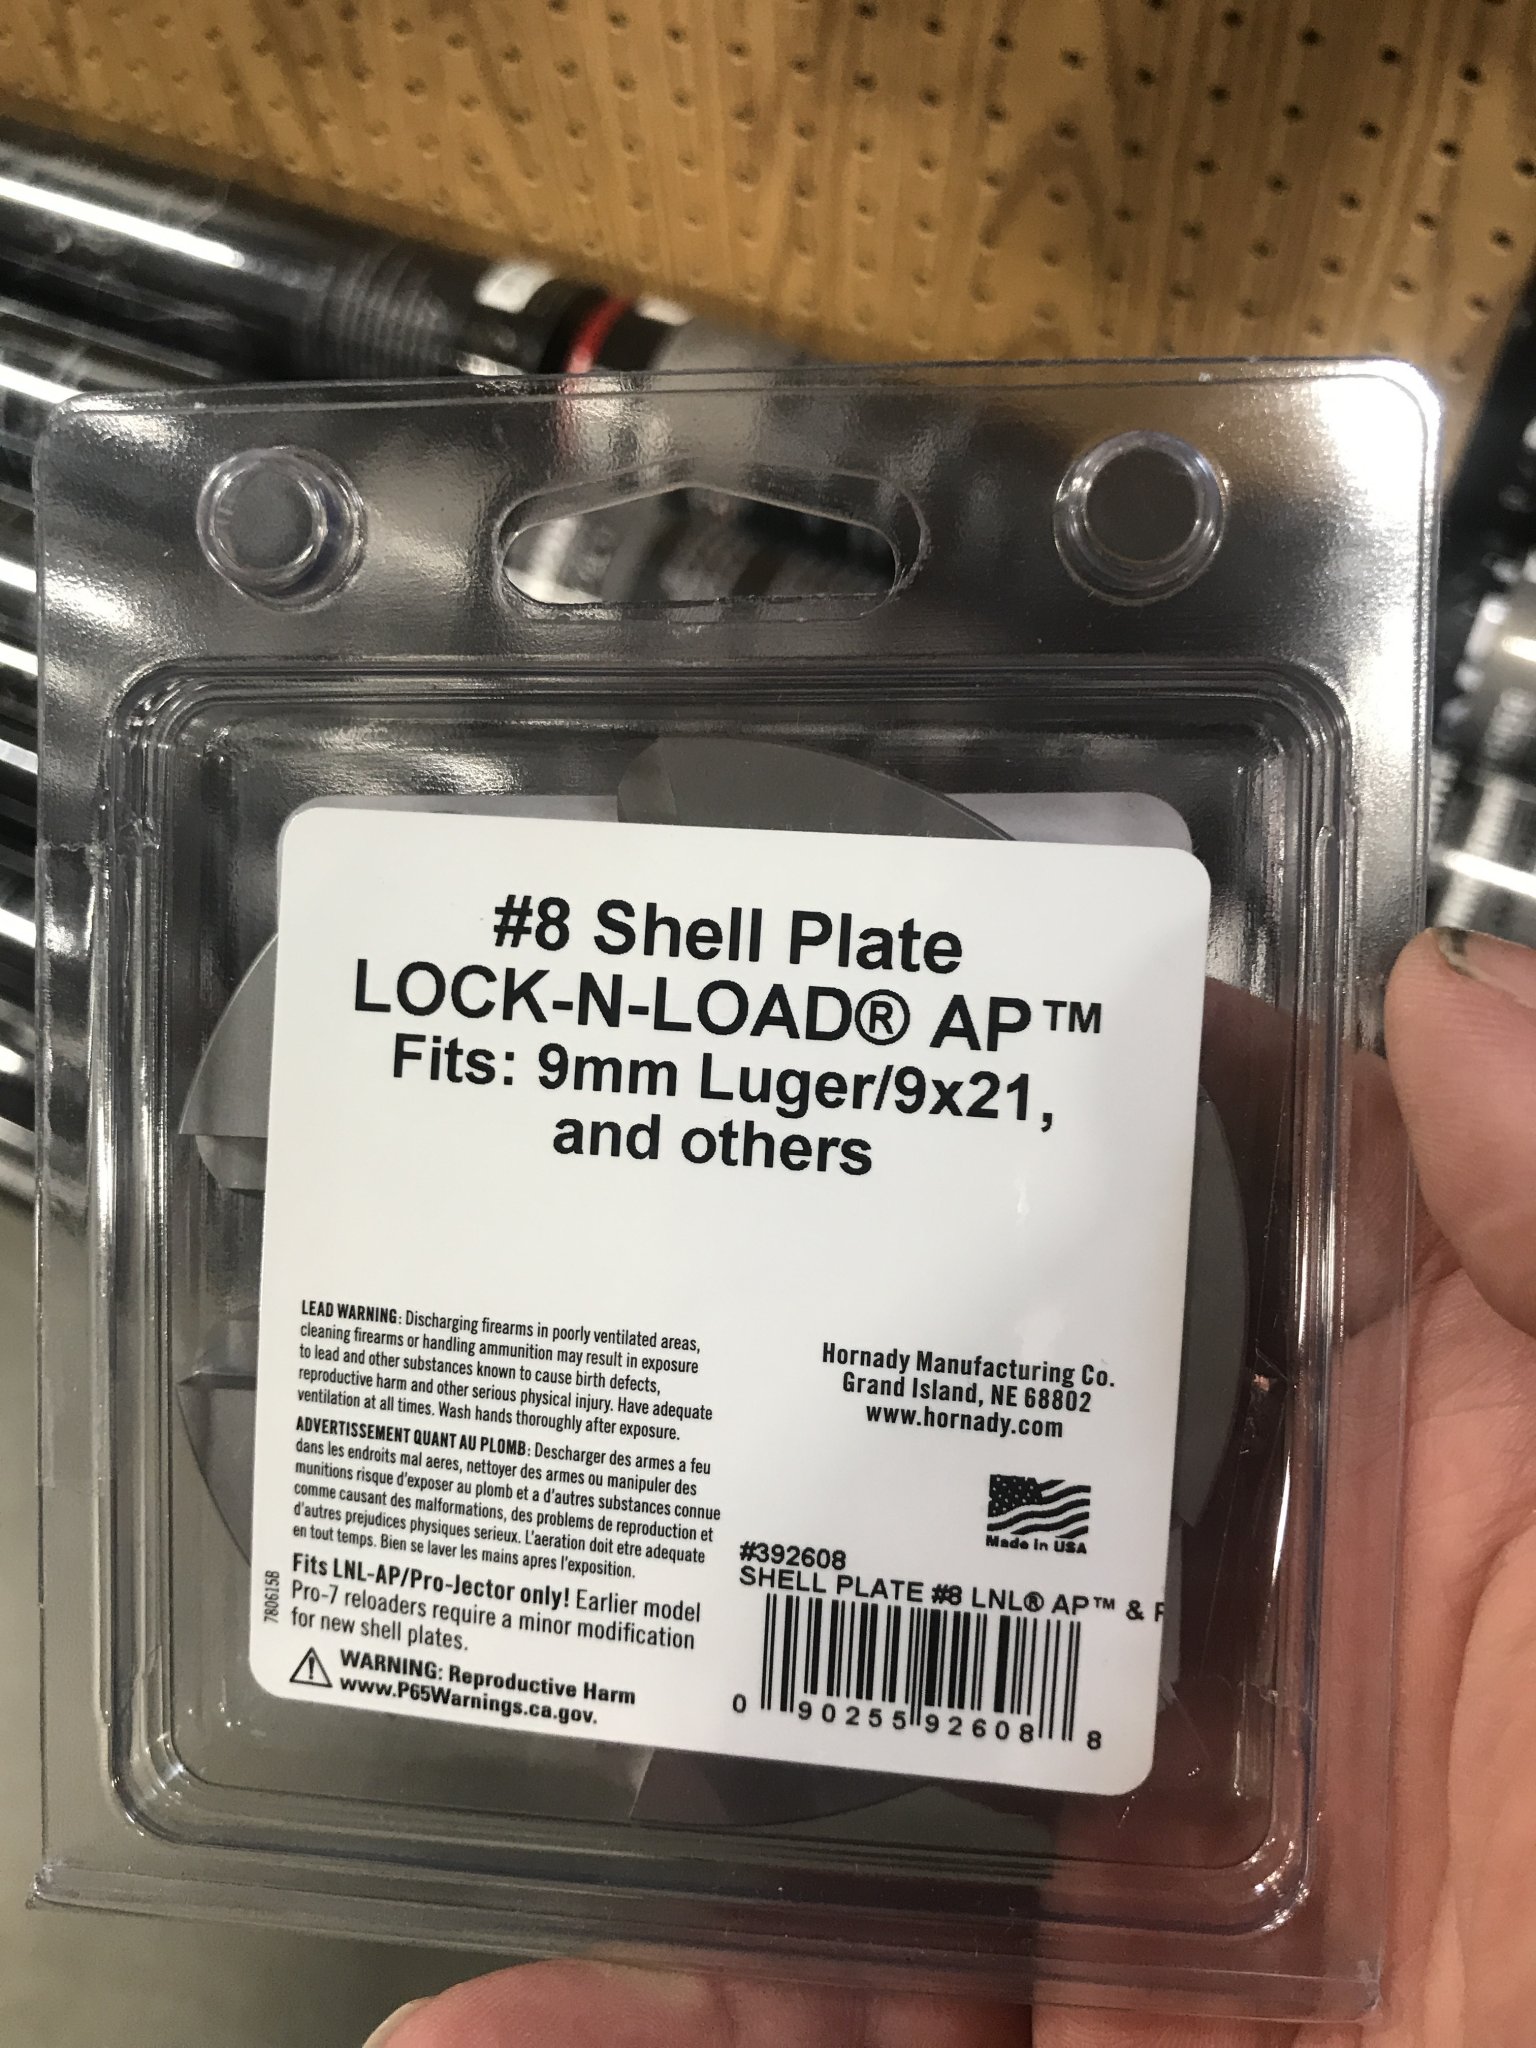 #8 Shell Plate
LOCK-N-LOAD® AP™
Fits: 9mm Luger/9x21,
and others
LEAD WARNING: Discharging firearms in poorly ventilated areas,
cleaning firearms or handling ammunition may result in exposure
to lead and other substances known to cause birth defects,
reproductive harm and other serious physical injury. Have adequate
ventilation at all times. Wash hands thoroughly after exposure.
ADVERTISSEMENT QUANT AU PLOMB: Descharger des armes a feu
dans les endroits mal aeres, nettoyer des armes ou manipuler des
munitions risque d'exposer au plomb et a d'autres substances connue
comme causant des malformations, des problems de reproduction et
d'autres prejudices physiques serieux. L'aeration doit etre adequate
en tout temps. Bien se laver les mains apres l'exposition.
Fits LNL-AP/Pro-Jector only! Earlier model
Pro-7 reloaders require a minor modification
for new shell plates.
780615B
WARNING: Reproductive Harm
www.P65Warnings.ca.gov.
Hornady Manufacturing Co.
Grand Island, NE 68802
www.hornady.com
Made in USA
#392608
SHELL PLATE #8 LNL® AP™ & P
0 90255 92608 8